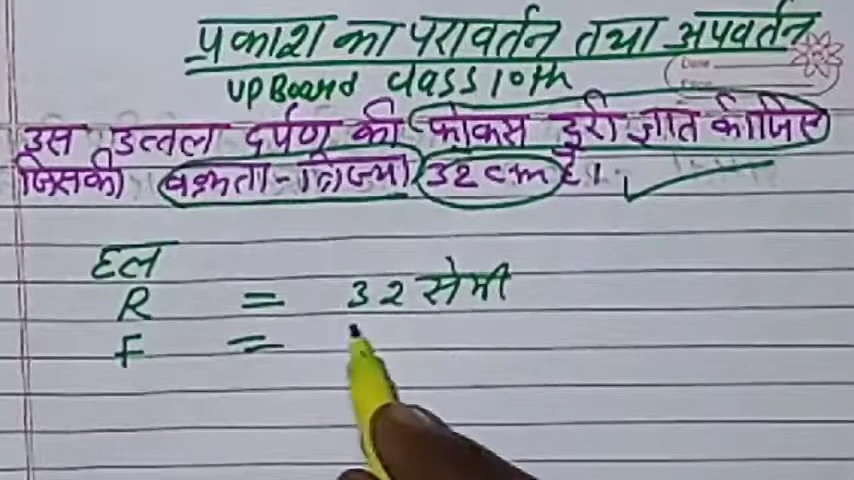 प्रकाश का परावर्तन तथा अपवर्तन
UP Board Class 10th
उस उत्तल दर्पण की फोकस दुरी ज्ञात कीजिए
जिसकी वक्रता-त्रिज्या 32 cm है।
हल
R = 32 सेमी
F =